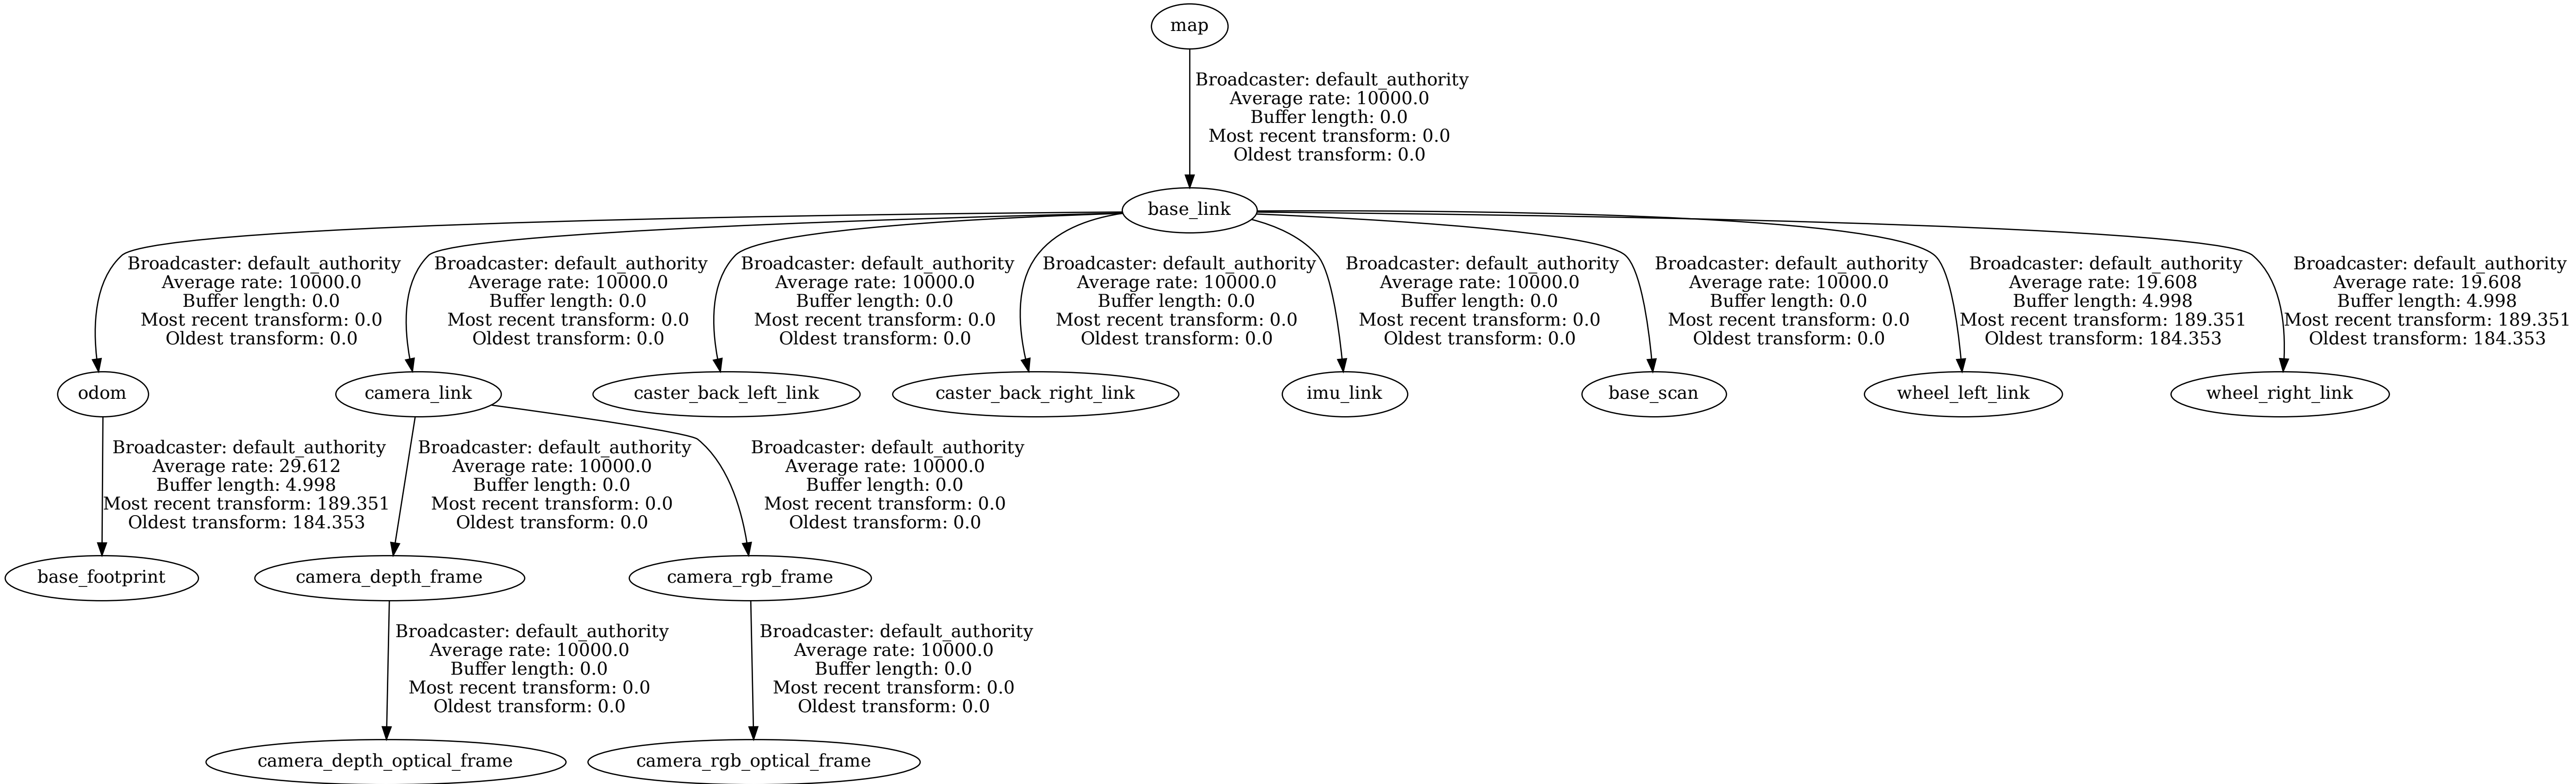 map
Broadcaster: default_authority
Average rate: 10000.0
Buffer length: 0.0
Most recent transform: 0.0
Oldest transform: 0.0
base_link
Broadcaster: default_authority
Average rate: 10000.0
Buffer length: 0.0
Most recent transform: 0.0
Oldest transform: 0.0
Broadcaster: default_authority
Average rate: 10000.0
Buffer length: 0.0
Most recent transform: 0.0
Oldest transform: 0.0
Broadcaster: default_authority
Average rate: 10000.0
Buffer length: 0.0
Most recent transform: 0.0
Oldest transform: 0.0
Broadcaster: default_authority
Average rate: 10000.0
Buffer length: 0.0
Most recent transform: 0.0
Oldest transform: 0.0
Broadcaster: default_authority
Average rate: 10000.0
Buffer length: 0.0
Most recent transform: 0.0
Oldest transform: 0.0
Broadcaster: default_authority
Average rate: 10000.0
Buffer length: 0.0
Most recent transform: 0.0
Oldest transform: 0.0
Broadcaster: default_authority
Average rate: 19.608
Buffer length: 4.998
Most recent transform: 189.351
Oldest transform: 184.353
Broadcaster: default_authority
Average rate: 19.608
Buffer length: 4.998
Most recent transform: 189.351
Oldest transform: 184.353
odom
camera_link
caster_back_left_link
caster_back_right_link
imu_link
base_scan
wheel_left_link
wheel_right_link
Broadcaster: default_authority
Average rate: 29.612
Buffer length: 4.998
Most recent transform: 189.351
Oldest transform: 184.353
Broadcaster: default_authority
Average rate: 10000.0
Buffer length: 0.0
Most recent transform: 0.0
Oldest transform: 0.0
Broadcaster: default_authority
Average rate: 10000.0
Buffer length: 0.0
Most recent transform: 0.0
Oldest transform: 0.0
base_footprint
camera_depth_frame
camera_rgb_frame
Broadcaster: default_authority
Average rate: 10000.0
Buffer length: 0.0
Most recent transform: 0.0
Oldest transform: 0.0
Broadcaster: default_authority
Average rate: 10000.0
Buffer length: 0.0
Most recent transform: 0.0
Oldest transform: 0.0
camera_depth_optical_frame
camera_rgb_optical_frame